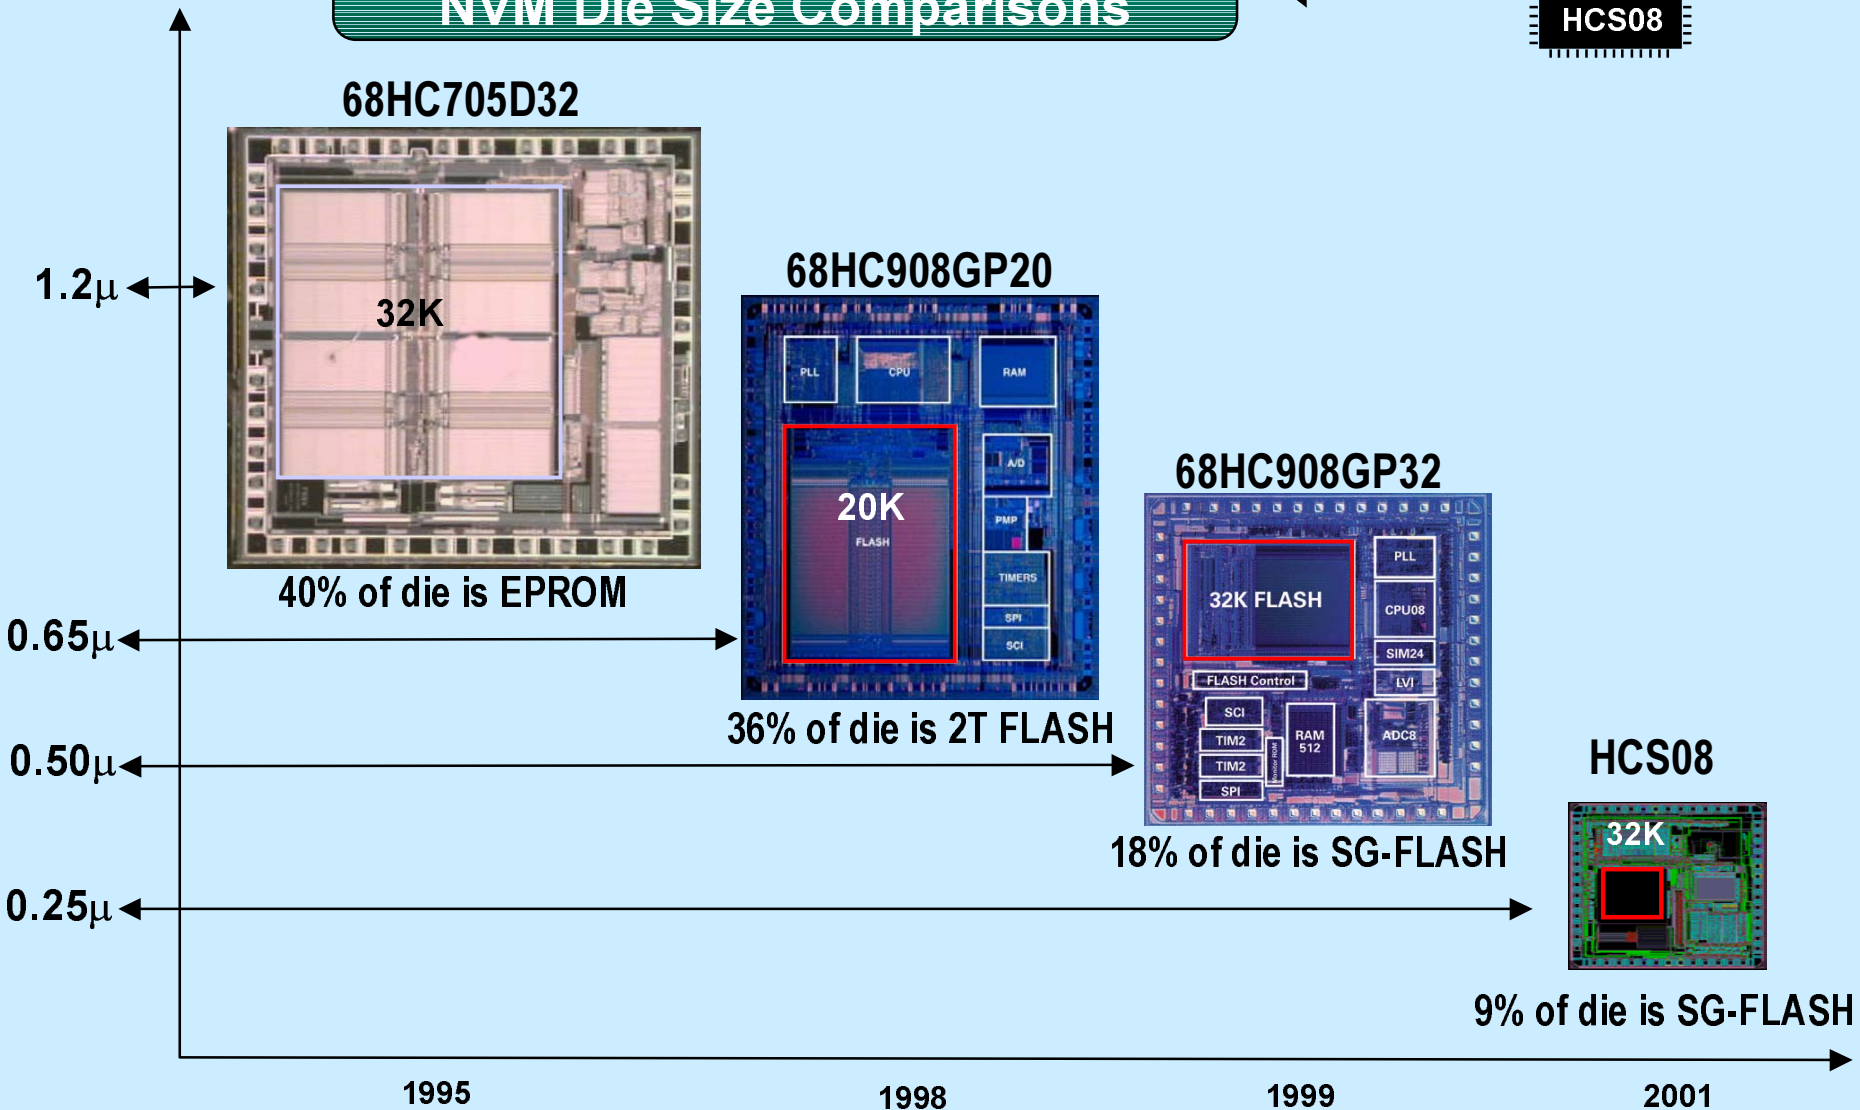 NVM Die Size Comparisons
HCS08
68HC705D32
1.2μ
32K
40% of die is EPROM
68HC908GP20
PLL
CPU
RAM
20K
FLASH
A/D
PMP
TIMERS
SPI
SCI
0.65μ
36% of die is 2T FLASH
68HC908GP32
32K FLASH
PLL
CPU08
SIM24
LVI
FLASH Control
SCI
TIM2
TIM2
SPI
Monitor ROM
RAM
512
ADC8
0.50μ
18% of die is SG-FLASH
HCS08
32K
0.25μ
9% of die is SG-FLASH
1995
1998
1999
2001